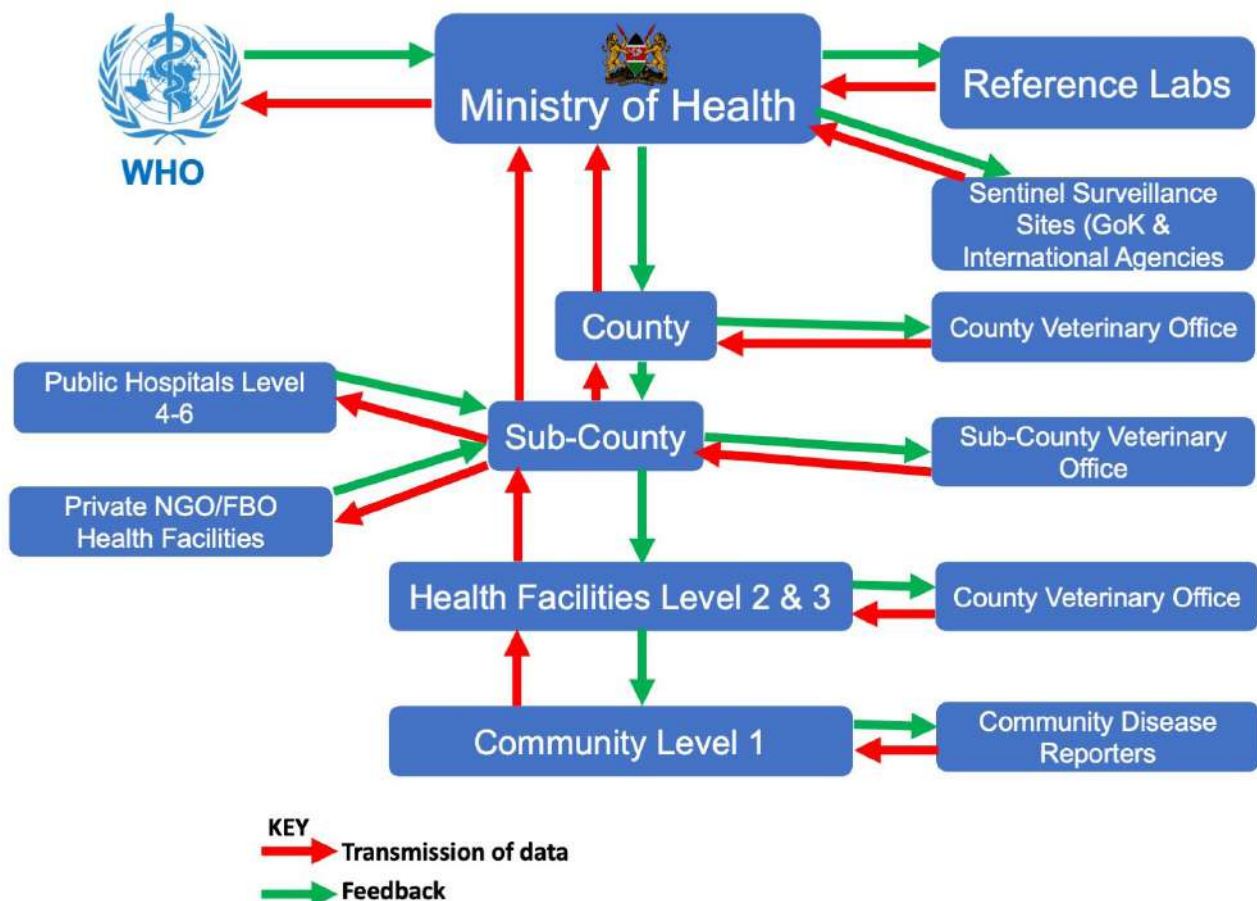 WHO
Ministry of Health
Reference Labs
Sentinel Surveillance
Sites (GoK &
International Agencies
County
County Veterinary Office
Public Hospitals Level
4-6
Sub-County
Sub-County Veterinary
Office
Private NGO/FBO
Health Facilities
Health Facilities Level 2 & 3
County Veterinary Office
Community Level 1
Community Disease
Reporters
KEY
Transmission of data
Feedback